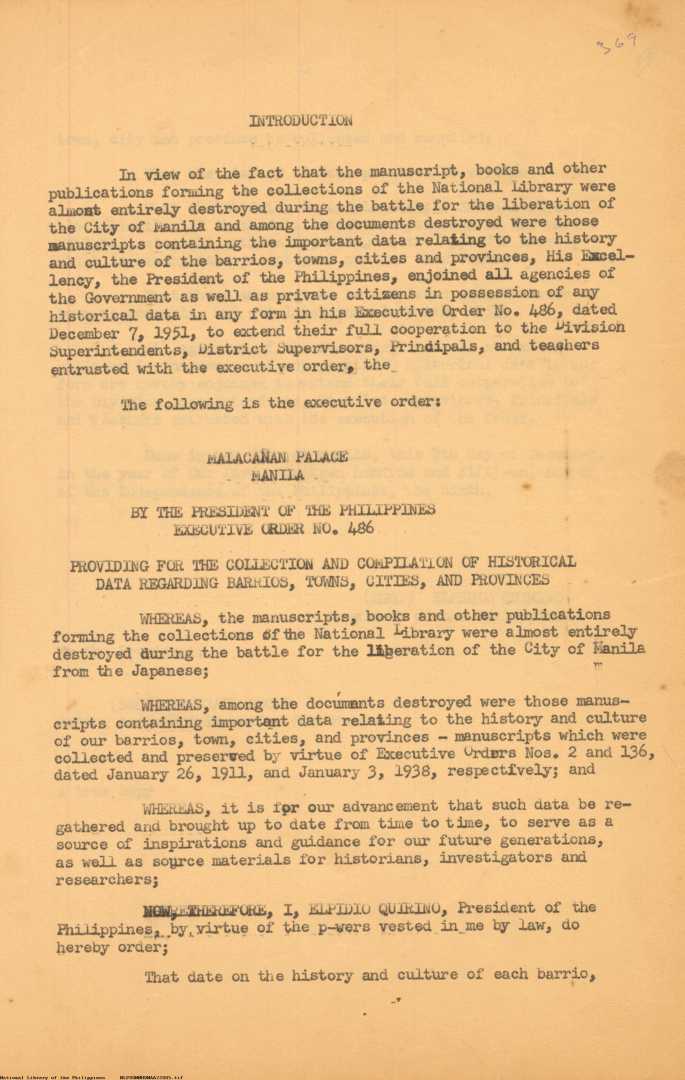 369
INTRODUCTION
In view of the fact that the manuscript, books and other
publications forming the collections of the National Library were
almost entirely destroyed during the battle for the liberation of
the City of Manila and among the documents destroyed were those
manuscripts containing the important data relating to the history
and culture of the barrios, towns, cities and provinces, His Excel-
lency, the President of the Philippines, enjoined all agencies of
the Government as well as private citizens in possession of any
historical data in any form in his Executive Order No. 486, dated
December 7, 1951, to extend their full cooperation to the Division
Superintendents, District Supervisors, Principals, and teachers
entrusted with the executive order, the
The following is the executive order:
MALACAÑAN PALACE
MANILA
BY THE PRESIDENT OF THE PHILIPPINES
EXECUTIVE ORDER NO. 486
PROVIDING FOR THE COLLECTION AND COMPILATION OF HISTORICAL
DATA REGARDING BARRIOS, TOWNS, CITIES, AND PROVINCES
WHEREAS, the manuscripts, books and other publications
forming the collections of the National Library were almost entirely
destroyed during the battle for the liberation of the City of Manila
from the Japanese;
WHEREAS, among the documants destroyed were those manus-
cripts containing important data relating to the history and culture
of our barrios, town, cities, and provinces - manuscripts which were
collected and preserved by virtue of Executive Orders Nos. 2 and 136,
dated January 26, 1911, and January 3, 1938, respectively; and
WHEREAS, it is for our advancement that such data be re-
gathered and brought up to date from time to time, to serve as a
source of inspirations and guidance for our future generations,
as well as source materials for historians, investigators and
researchers;
NOW, THEREFORE, I, ELPIDIO QUIRINO, President of the
Philippines, by virtue of the p-wers vested in me by law, do
hereby order;
That date on the history and culture of each barrio,
National Library of the Philippines